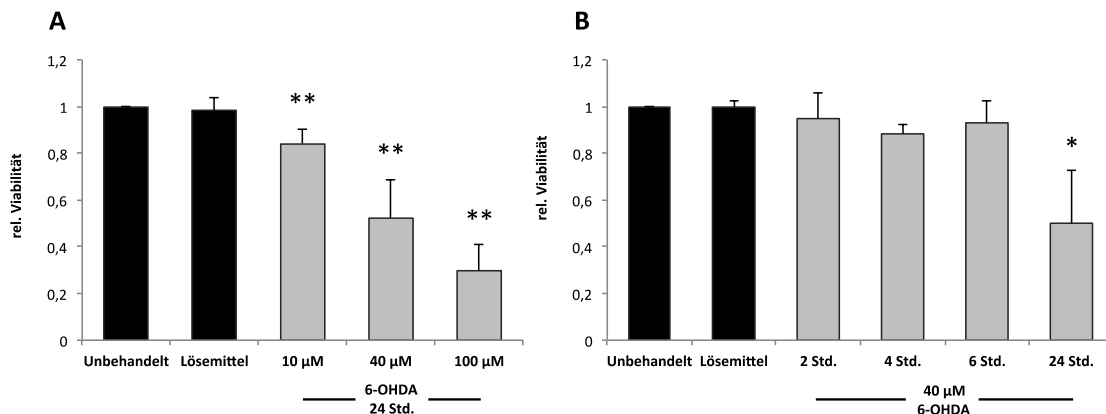 A
1,2
1
0,8
0,6
0,4
0,2
0
rel. Viabilität
** ** **
Unbehandelt Lösemittel 10 µM 40 µM 100 µM
6-OHDA
24 Std.
B
1,2
1
0,8
0,6
0,4
0,2
0
rel. Viabilität
*
Unbehandelt Lösemittel 2 Std. 4 Std. 6 Std. 24 Std.
40 µM
6-OHDA